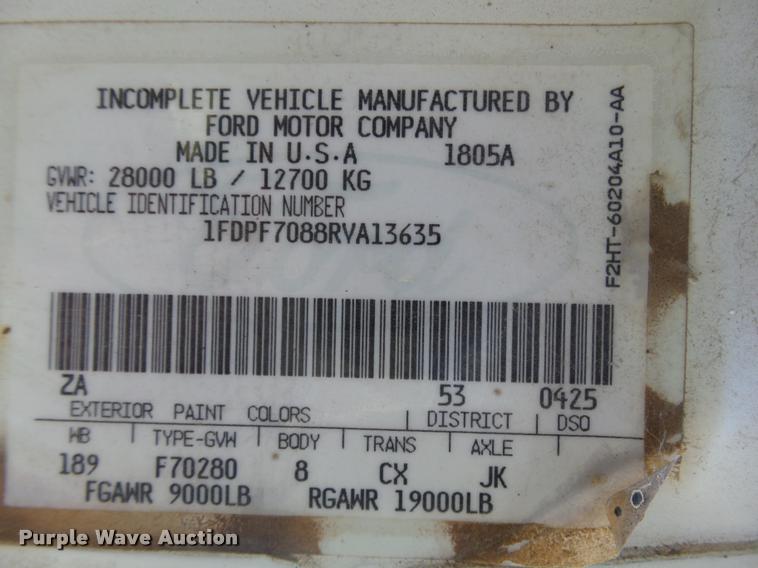 INCOMPLETE VEHICLE MANUFACTURED BY
FORD MOTOR COMPANY
MADE IN U.S.A 1805A
GVWR: 28000 LB / 12700 KG
VEHICLE IDENTIFICATION NUMBER
1FDPF7088RVA13635
F2HT-60204A10-AA
ZA 53 0425
EXTERIOR PAINT COLORS DISTRICT DSO
WB TYPE-GVW BODY TRANS AXLE
189 F70280 8 CX JK
FGAWR 9000LB RGAWR 19000LB
Purple Wave Auction